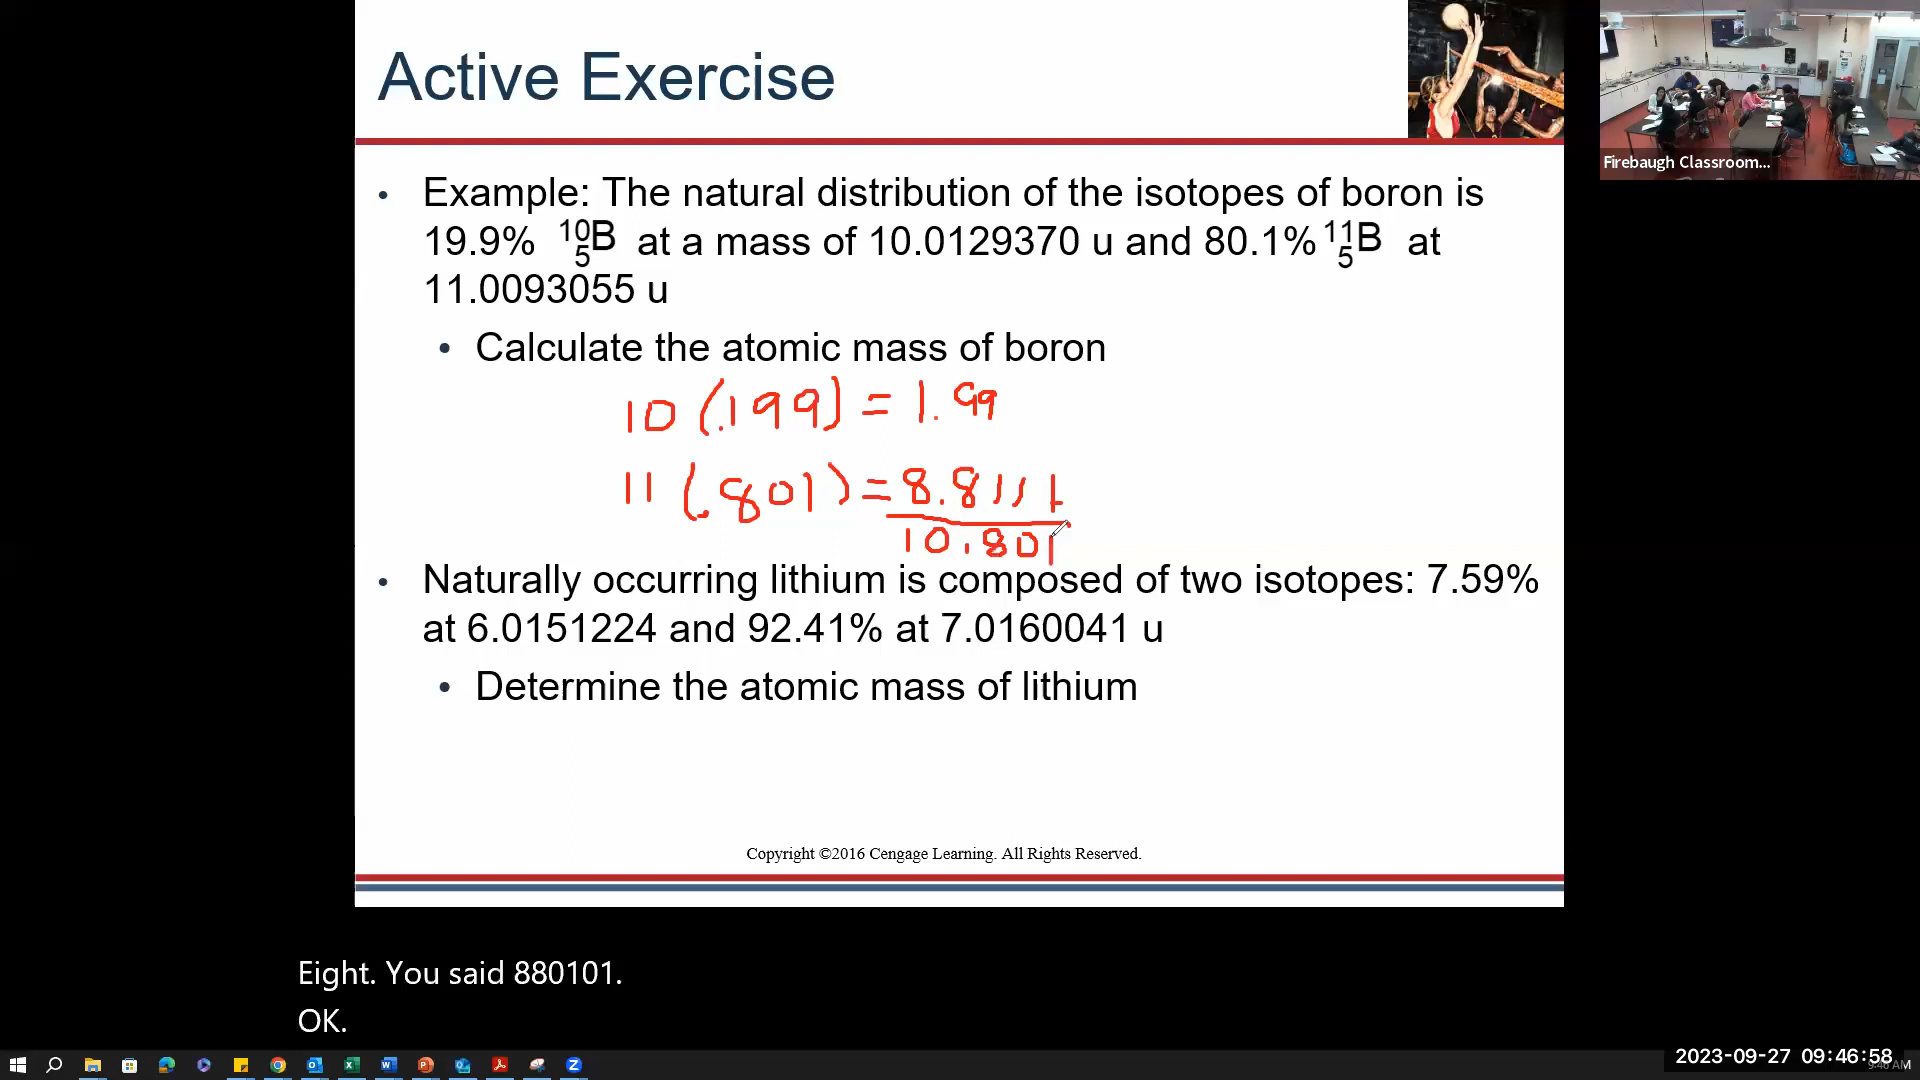 Active Exercise
Firebaugh Classroom...
• Example: The natural distribution of the isotopes of boron is
19.9% ¹⁰₅B at a mass of 10.0129370 u and 80.1% ¹¹₅B at
11.0093055 u
• Calculate the atomic mass of boron
10 (.199) = 1.99
11 (.801) = 8.8111
10.801
• Naturally occurring lithium is composed of two isotopes: 7.59%
at 6.0151224 and 92.41% at 7.0160041 u
• Determine the atomic mass of lithium
Copyright ©2016 Cengage Learning. All Rights Reserved.
Eight. You said 880101.
OK.
2023-09-27 09:46:58
9:46 AM